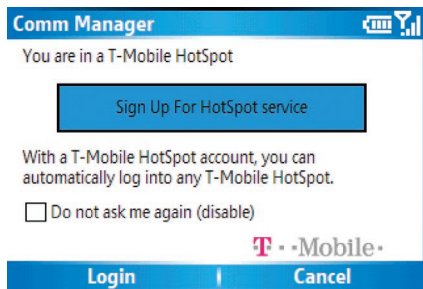 Comm Manager
You are in a T-Mobile HotSpot
Sign Up For HotSpot service
With a T-Mobile HotSpot account, you can
automatically log into any T-Mobile HotSpot.
Do not ask me again (disable)
T··Mobile·
Login Cancel